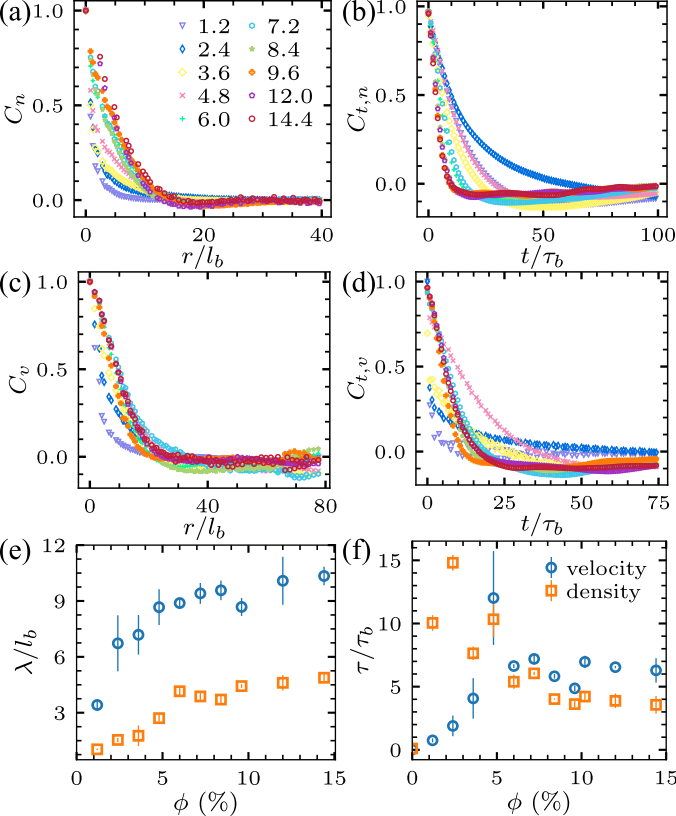 (a)
C_n
1.0
0.5
0.0
0
20
40
r/l_b
1.2
2.4
3.6
4.8
6.0
7.2
8.4
9.6
12.0
14.4
(b)
C_{t,n}
1.0
0.5
0.0
0
50
100
t/τ_b
(c)
C_v
1.0
0.5
0.0
0
40
80
r/l_b
(d)
C_{t,v}
1.0
0.5
0.0
0
25
50
75
t/τ_b
(e)
λ/l_b
12
9
6
3
0
5
10
15
ϕ (%)
(f)
τ/τ_b
15
10
5
0
0
5
10
15
ϕ (%)
velocity
density